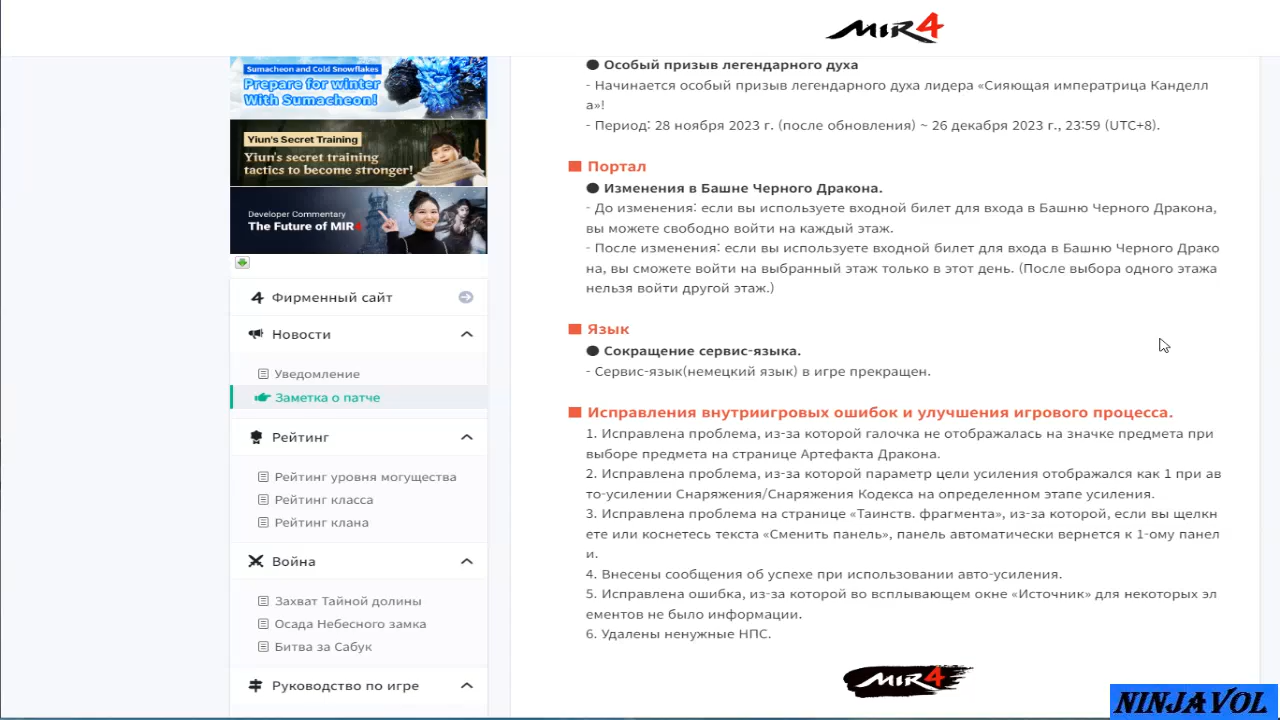 MIR4
Sumacheon and Cold Snowflakes
Prepare for winter
With Sumacheon!
Yiun's Secret Training
Yiun's secret training
tactics to become stronger!
Developer Commentary
The Future of MIR4
4 Фирменный сайт
Новости
Уведомление
Заметка о патче
Рейтинг
Рейтинг уровня могущества
Рейтинг класса
Рейтинг клана
Война
Захват Тайной долины
Осада Небесного замка
Битва за Сабук
Руководство по игре
● Особый призыв легендарного духа
- Начинается особый призыв легендарного духа лидера «Сияющая императрицаКанделл
а»!
- Период: 28 ноября 2023 г. (после обновления) ~ 26 декабря 2023 г., 23:59 (UTC+8).
■ Портал
● Изменения в Башне Черного Дракона.
- До изменения: если вы используете входной билет для входа в Башню Черного Дракона,
вы можете свободно войти на каждый этаж.
- После изменения: если вы используете входной билет для входа в Башню Черного Драко
на, вы сможете войти на выбранный этаж только в этот день. (После выбора одного этажа
нельзя войти другой этаж.)
■ Язык
● Сокращение сервис-языка.
- Сервис-язык(немецкий язык) в игре прекращен.
■ Исправления внутриигровых ошибок и улучшения игрового процесса.
1. Исправлена проблема, из-за которой галочка не отображалась на значке предмета при
выборе предмета на странице Артефакта Дракона.
2. Исправлена проблема, из-за которой параметр цели усиления отображался как 1 при ав
то-усилении Снаряжения/Снаряжения Кодекса на определенном этапе усиления.
3. Исправлена проблема на странице «Таинств. фрагмента», из-за которой, если вы щелкн
ете или коснетесь текста «Сменить панель», панель автоматически вернется к 1-ому панел
и.
4. Внесены сообщения об успехе при использовании авто-усиления.
5. Исправлена ошибка, из-за которой во всплывающем окне «Источник» для некоторых эл
ементов не было информации.
6. Удалены ненужные НПС.
MIR4
NINJAVOL